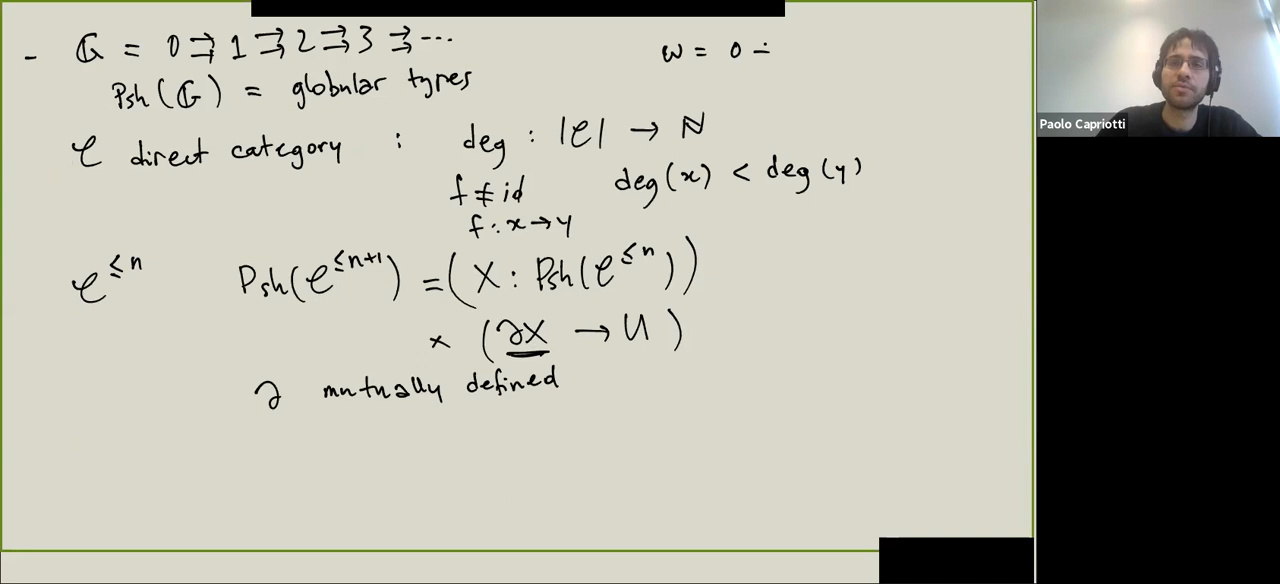 - 𝔾 = 0 ⇉ 1 ⇉ 2 ⇉ 3 ⇉ ...
ω = 0 -
Psh(𝔾) = globular types
𝒞 direct category : deg : |𝒞| → ℕ
f ≠ id deg(x) < deg(y)
f : x → y
𝒞^{≤n} Psh(𝒞^{≤n+1}) = (X : Psh(𝒞^{≤n}))
× (∂X → U)
∂ mutually defined
Paolo Capriotti